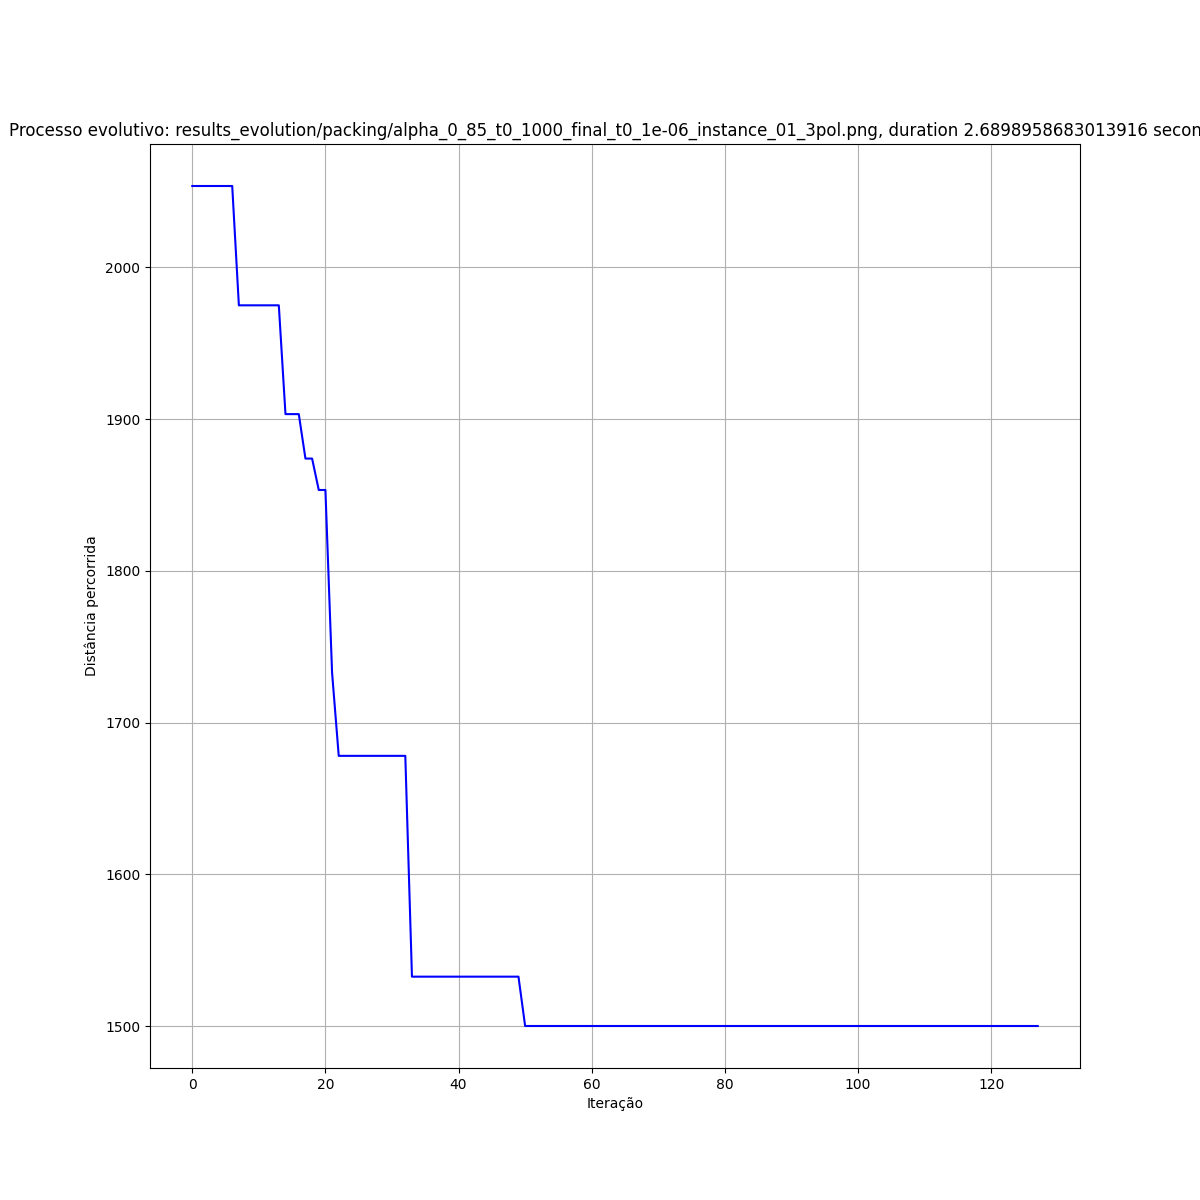 Processo evolutivo: results_evolution/packing/alpha_0_85_t0_1000_final_t0_1e-06_instance_01_3pol.png, duration 2.6898958683013916 secon
2000
1900
1800
1700
1600
1500
Distância percorrida
0 20 40 60 80 100 120
Iteração